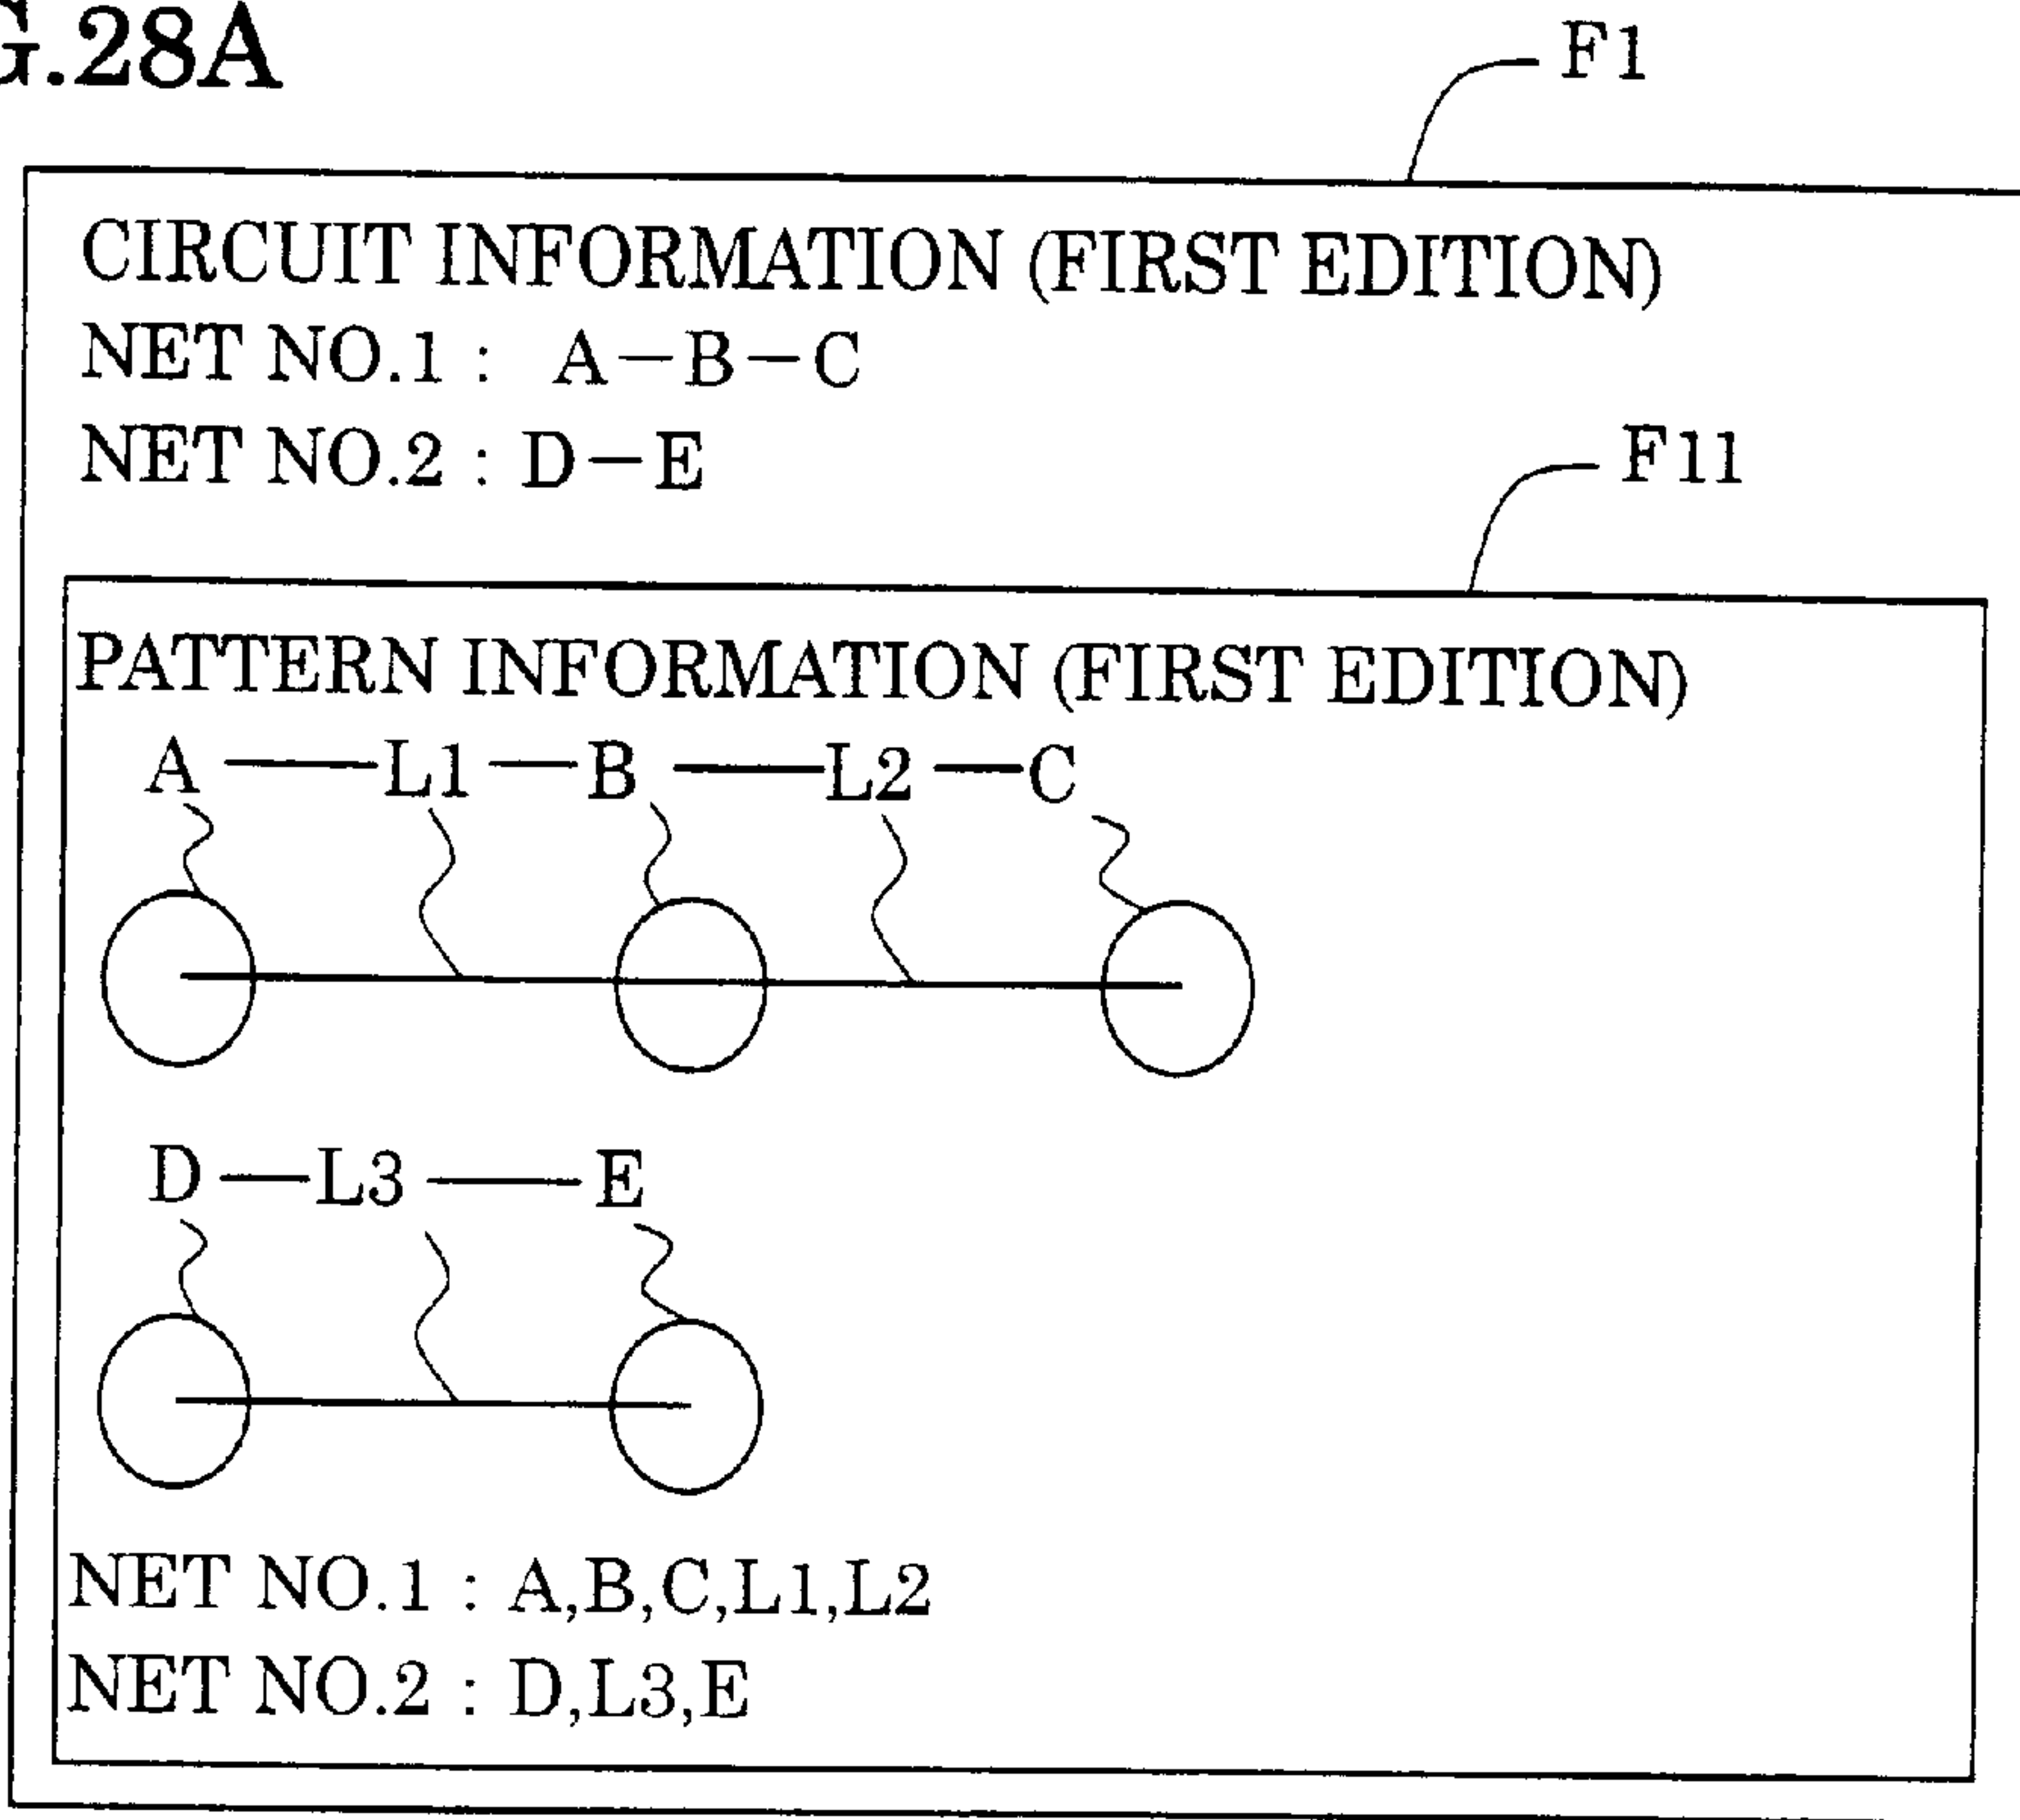 G.28A
F1
CIRCUIT INFORMATION (FIRST EDITION)
NET NO.1 : A-B-C
NET NO.2 : D-E
F11
PATTERN INFORMATION (FIRST EDITION)
A — L1 — B — L2 — C
D — L3 — E
NET NO.1 : A,B,C,L1,L2
NET NO.2 : D,L3,E